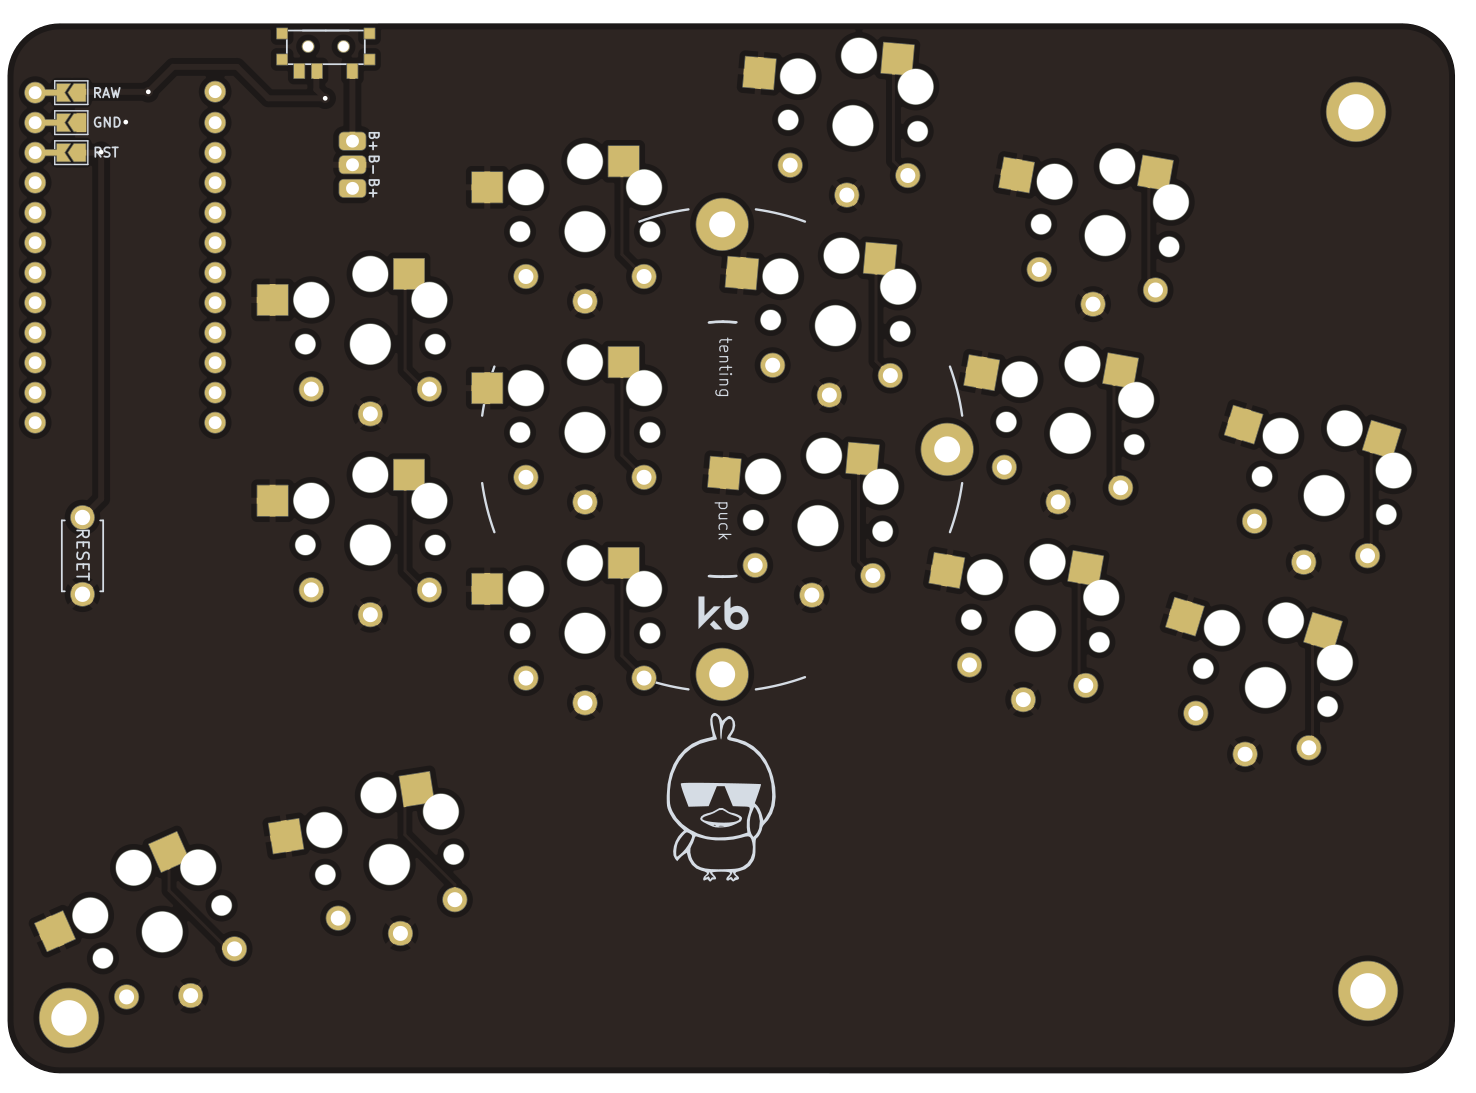 RAW
GND
RST
B+
B-
B+
tenting
puck
kb
RESET